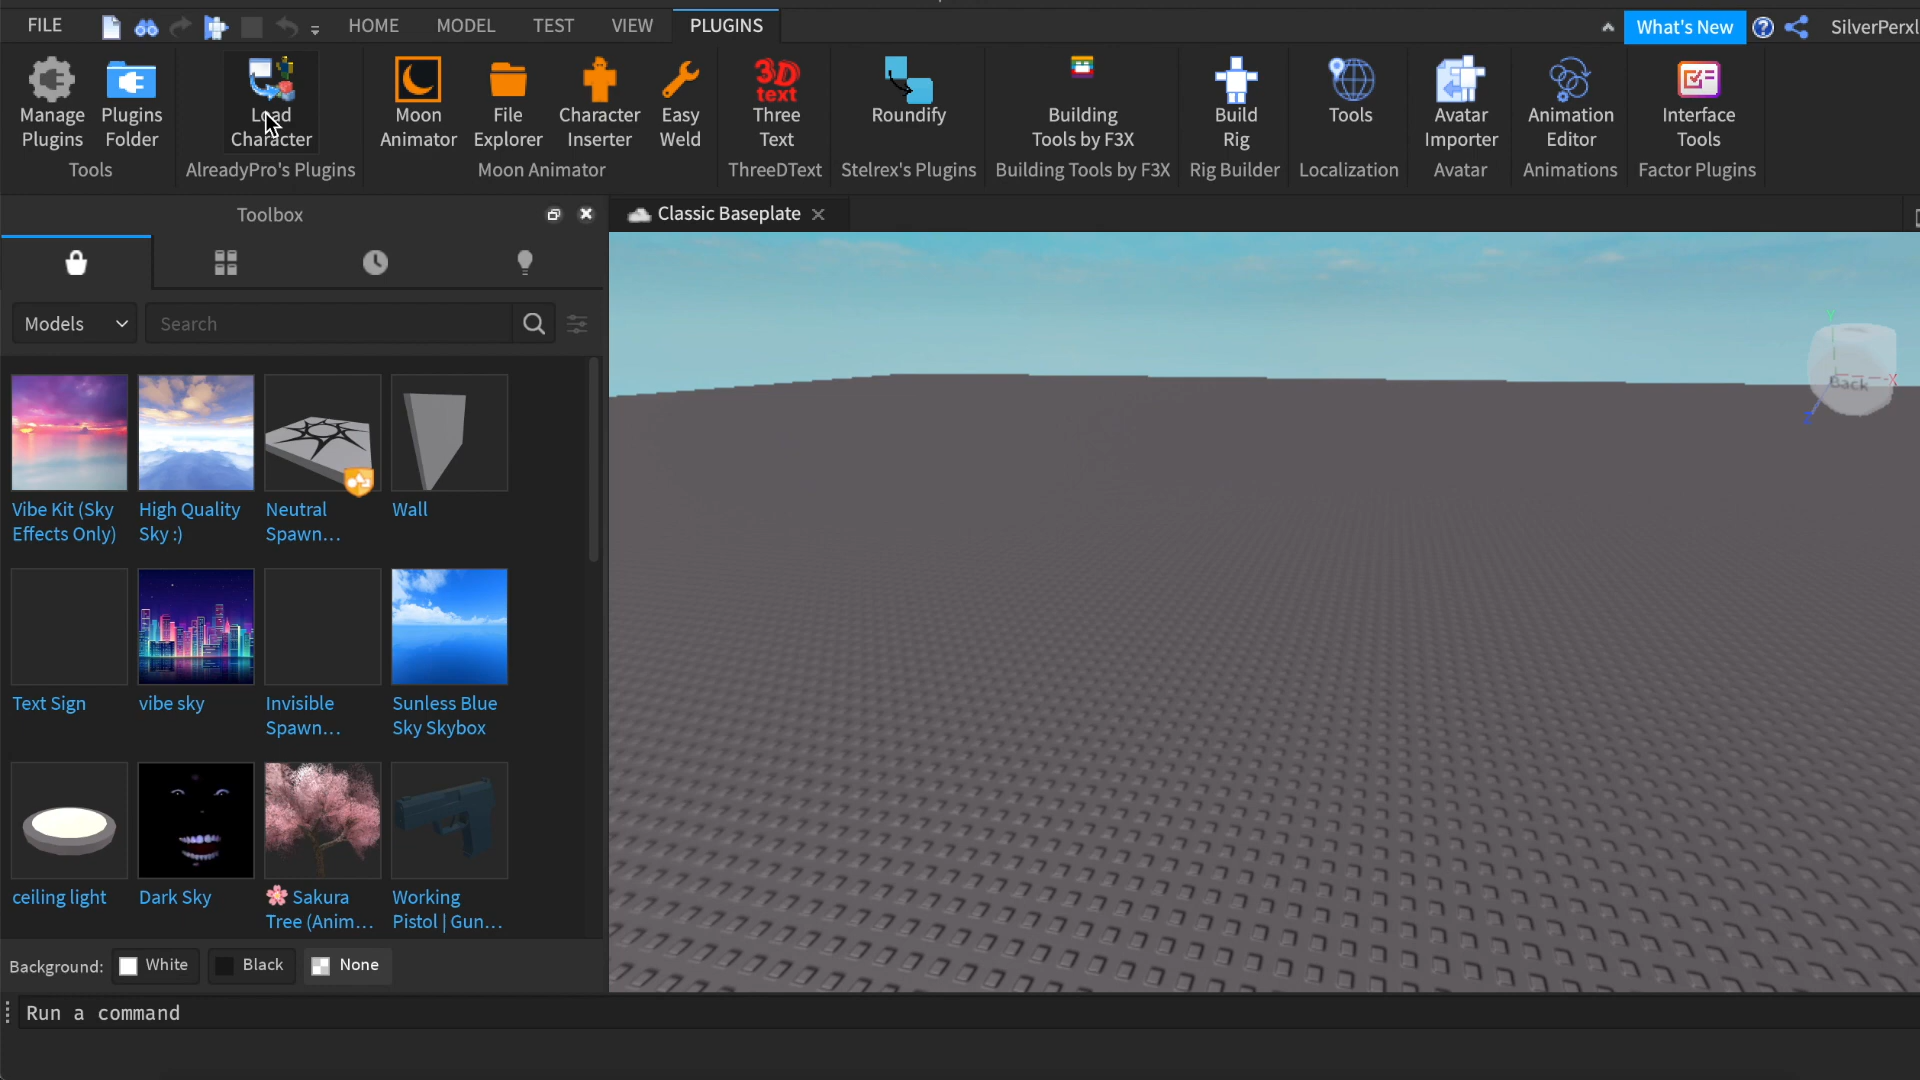 FILE HOME MODEL TEST VIEW PLUGINS What's New ? SilverPerxl
Manage Plugins
Plugins Folder
Load Character
Moon Animator
File Explorer
Character Inserter
Easy Weld
3D text
Three Text
Roundify
Building Tools by F3X
Build Rig
Tools
Avatar Importer
Animation Editor
Interface Tools
Tools AlreadyPro's Plugins Moon Animator ThreeDText Stelrex's Plugins Building Tools by F3X Rig Builder Localization Avatar Animations Factor Plugins
Toolbox
Classic Baseplate
Models Search
Y
Back
X
Z
Vibe Kit (Sky
Effects Only)
High Quality
Sky :)
Neutral
Spawn...
Wall
Text Sign
vibe sky
Invisible
Spawn...
Sunless Blue
Sky Skybox
ceiling light
Dark Sky
🌸 Sakura
Tree (Anim...
Working
Pistol | Gun...
Background: White Black None
Run a command